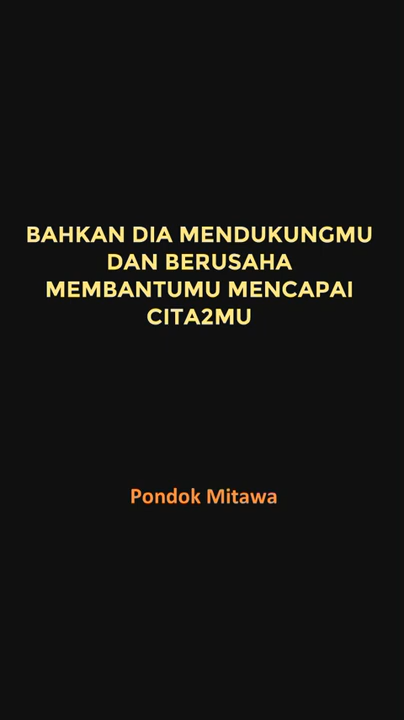 BAHKAN DIA MENDUKUNGMU
DAN BERUSAHA
MEMBANTUMU MENCAPAI
CITA2MU
Pondok Mitawa